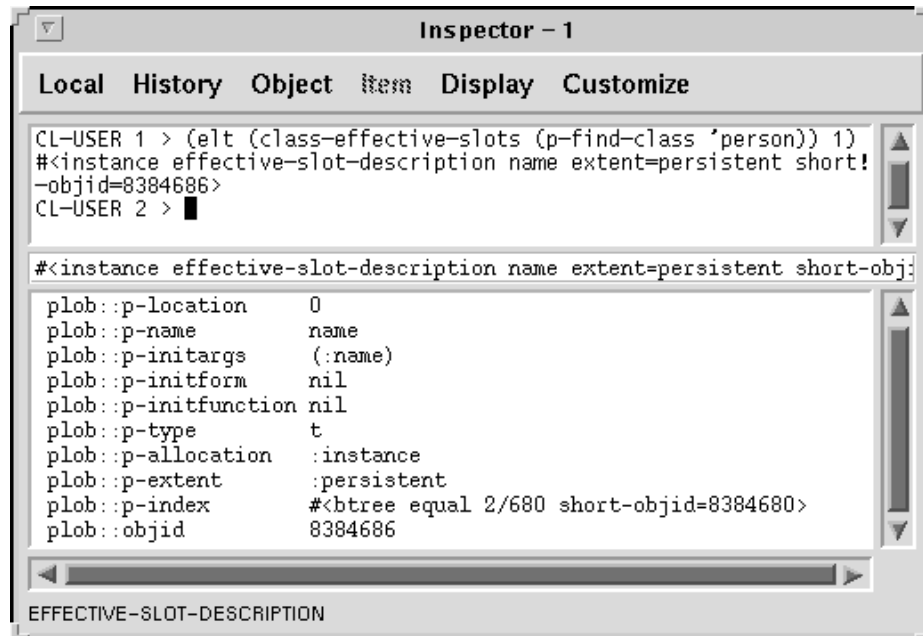 Inspector – 1
Local History Object Item Display Customize
CL–USER 1 > (elt (class–effective–slots (p–find–class ’person)) 1)
#<instance effective–slot–description name extent=persistent short!
–objid=8384686>
CL–USER 2 >
#<instance effective-slot-description name extent=persistent short-obj
plob::p-location 0
plob::p-name name
plob::p-initargs (:name)
plob::p-initform nil
plob::p-initfunction nil
plob::p-type t
plob::p-allocation :instance
plob::p-extent :persistent
plob::p-index #<btree equal 2/680 short-objid=8384680>
plob::objid 8384686
EFFECTIVE-SLOT-DESCRIPTION